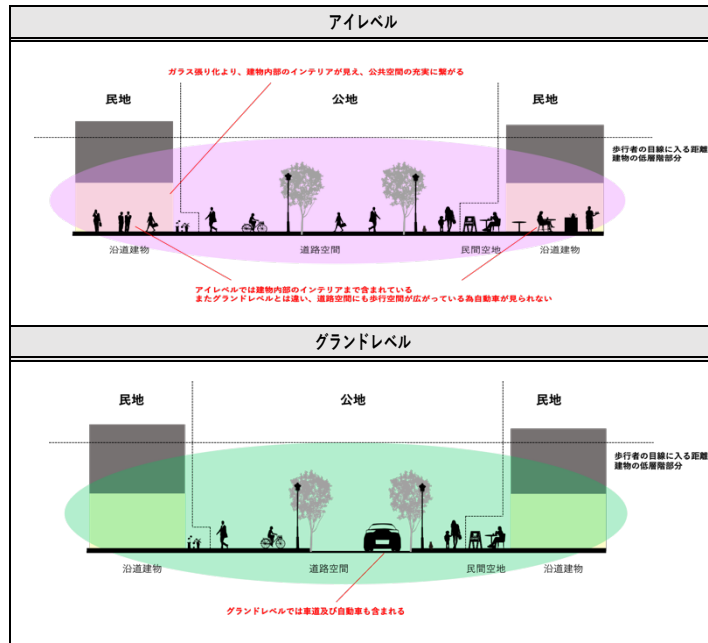 アイレベル
ガラス張り化より、建物内部のインテリアが見え、公共空間の充実に繋がる
民地
公地
民地
歩行者の目線に入る距離
建物の低層階部分
沿道建物
道路空間
民間空地
沿道建物
アイレベルでは建物内部のインテリアまで含まれている
またグランドレベルとは違い、道路空間にも歩行空間が広がっている為自動車が見られない
グランドレベル
民地
公地
民地
歩行者の目線に入る距離
建物の低層階部分
沿道建物
道路空間
民間空地
沿道建物
グランドレベルでは車道及び自動車も含まれる